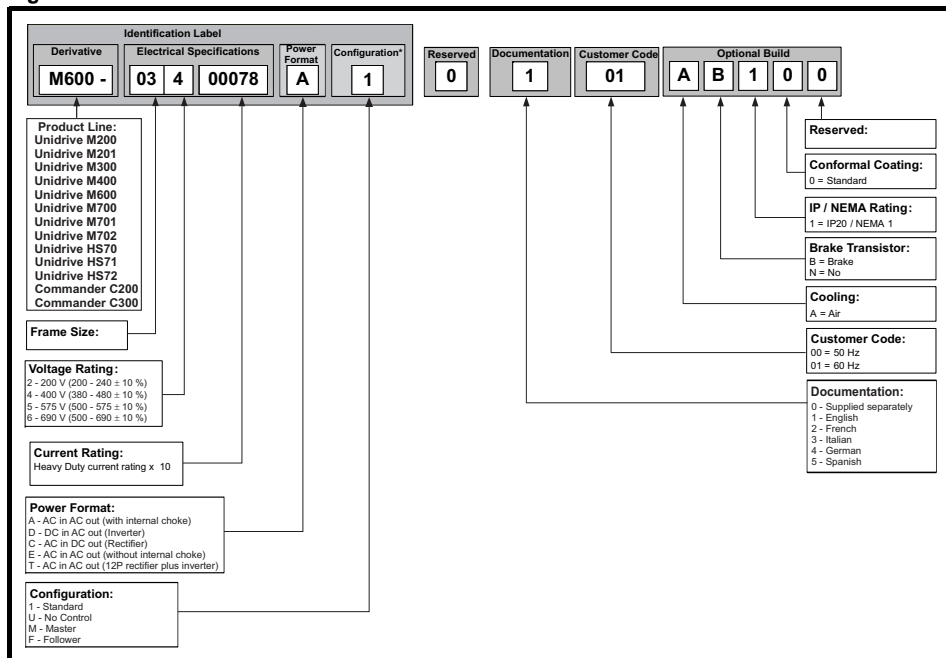 Identification Label
Derivative
Electrical Specifications
Power
Format
Configuration*
Reserved
Documentation
Customer Code
Optional Build
M600 -
03
4
00078
A
1
0
1
01
A
B
1
0
0
Product Line:
Unidrive M200
Unidrive M201
Unidrive M300
Unidrive M400
Unidrive M600
Unidrive M700
Unidrive M701
Unidrive M702
Unidrive HS70
Unidrive HS71
Unidrive HS72
Commander C200
Commander C300
Frame Size:
Voltage Rating:
2 - 200 V (200 - 240 ± 10 %)
4 - 400 V (380 - 480 ± 10 %)
5 - 575 V (500 - 575 ± 10 %)
6 - 690 V (500 - 690 ± 10 %)
Current Rating:
Heavy Duty current rating x 10
Power Format:
A - AC in AC out (with internal choke)
D - DC in AC out (Inverter)
C - AC in DC out (Rectifier)
E - AC in AC out (without internal choke)
T - AC in AC out (12P rectifier plus inverter)
Configuration:
1 - Standard
U - No Control
M - Master
F - Follower
Reserved:
Conformal Coating:
0 = Standard
IP / NEMA Rating:
1 = IP20 / NEMA 1
Brake Transistor:
B = Brake
N = No
Cooling:
A = Air
Customer Code:
00 = 50 Hz
01 = 60 Hz
Documentation:
0 - Supplied separately
1 - English
2 - French
3 - Italian
4 - German
5 - Spanish